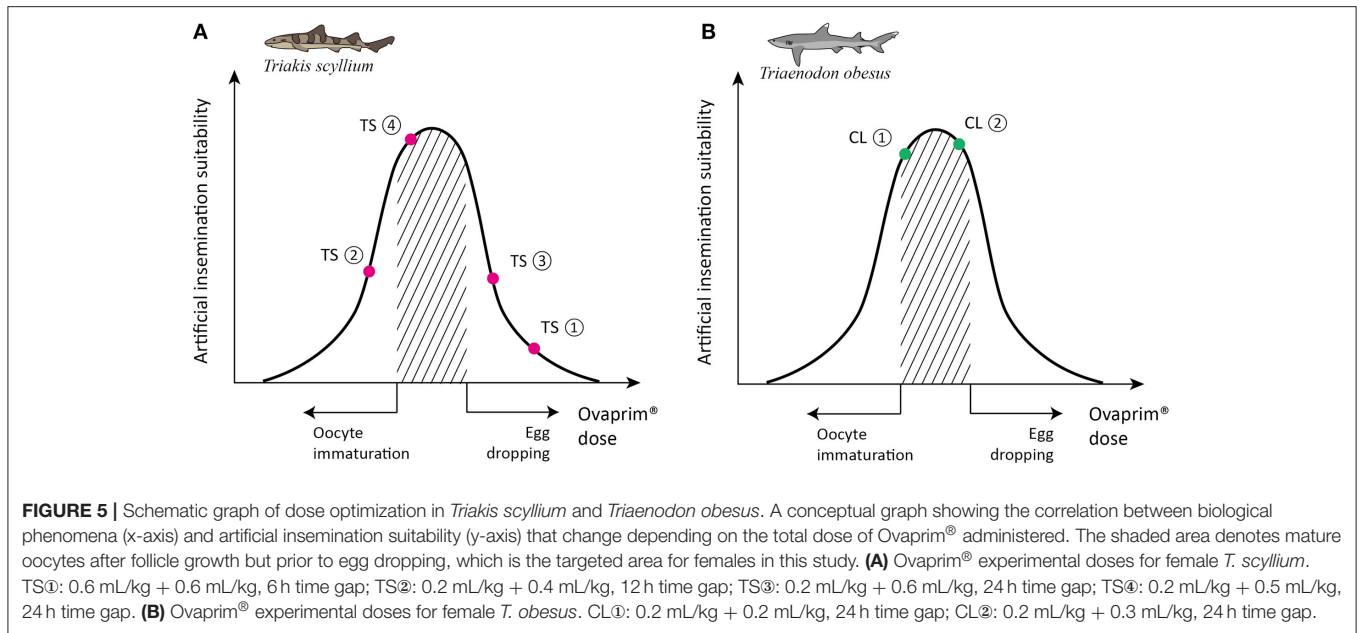 A
Triakis scyllium
Artificial insemination suitability
TS ④
TS ②
TS ③
TS ①
Oocyte
immaturation
Egg
dropping
Ovaprim®
dose
B
Triaenodon obesus
Artificial insemination suitability
CL ①
CL ②
Oocyte
immaturation
Egg
dropping
Ovaprim®
dose
FIGURE 5 | Schematic graph of dose optimization in Triakis scyllium and Triaenodon obesus. A conceptual graph showing the correlation between biological
phenomena (x-axis) and artificial insemination suitability (y-axis) that change depending on the total dose of Ovaprim® administered. The shaded area denotes mature
oocytes after follicle growth but prior to egg dropping, which is the targeted area for females in this study. (A) Ovaprim® experimental doses for female T. scyllium.
TS①: 0.6 mL/kg + 0.6 mL/kg, 6 h time gap; TS②: 0.2 mL/kg + 0.4 mL/kg, 12 h time gap; TS③: 0.2 mL/kg + 0.6 mL/kg, 24 h time gap; TS④: 0.2 mL/kg + 0.5 mL/kg,
24 h time gap. (B) Ovaprim® experimental doses for female T. obesus. CL①: 0.2 mL/kg + 0.2 mL/kg, 24 h time gap; CL②: 0.2 mL/kg + 0.3 mL/kg, 24 h time gap.